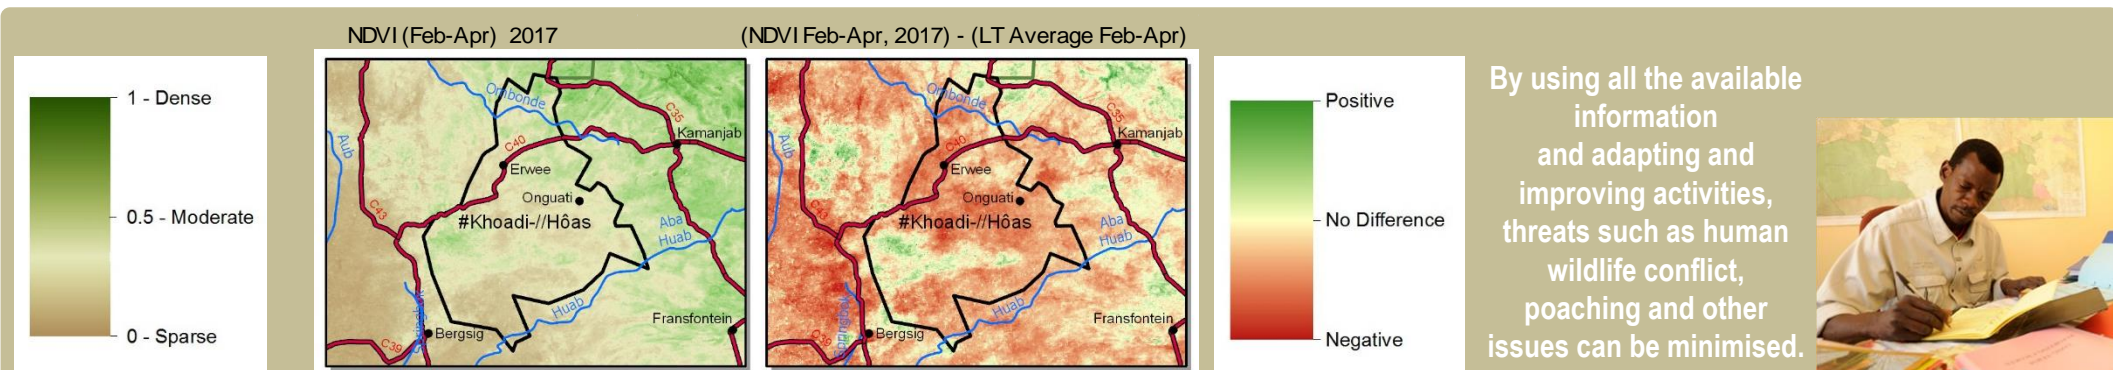 NDVI (Feb-Apr) 2017
(NDVI Feb-Apr, 2017) - (LT Average Feb-Apr)
1 - Dense
0.5 - Moderate
0 - Sparse
Ombonde
Aub
C35
Kamanjab
C40
Erwee
Onguati
C43
#Khoadi-//Hôas
Aba
Huab
Huab
Fransfontein
Bergsig
C39
Ombonde
Aub
C35
Kamanjab
C40
Erwee
Onguati
C43
#Khoadi-//Hôas
Aba
Huab
Huab
Fransfontein
Bergsig
C39
Positive
No Difference
Negative
By using all the available
information
and adapting and
improving activities,
threats such as human
wildlife conflict,
poaching and other
issues can be minimised.